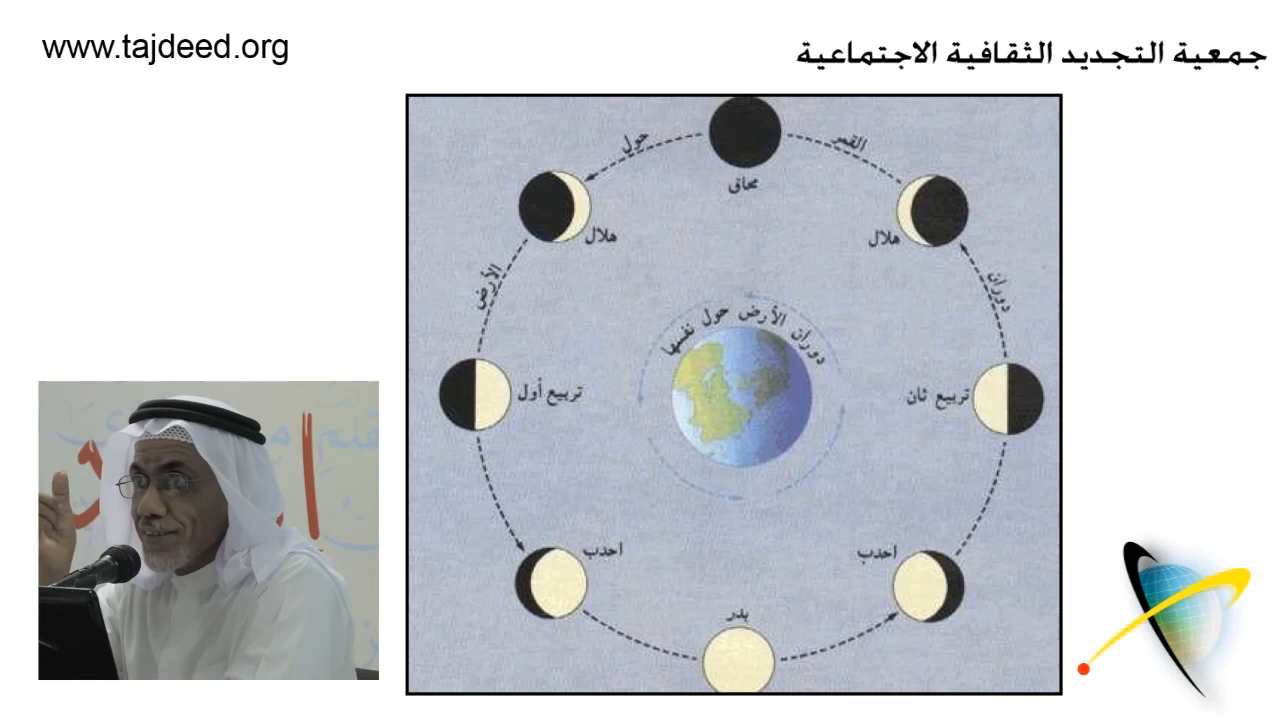 www.tajdeed.org
جمعية التجديد الثقافية الاجتماعية
دوران
القمر
حول
الأرض
محاق
هلال
هلال
دوران الأرض حول نفسها
تربيع ثان
تربيع أول
احدب
احدب
بدر